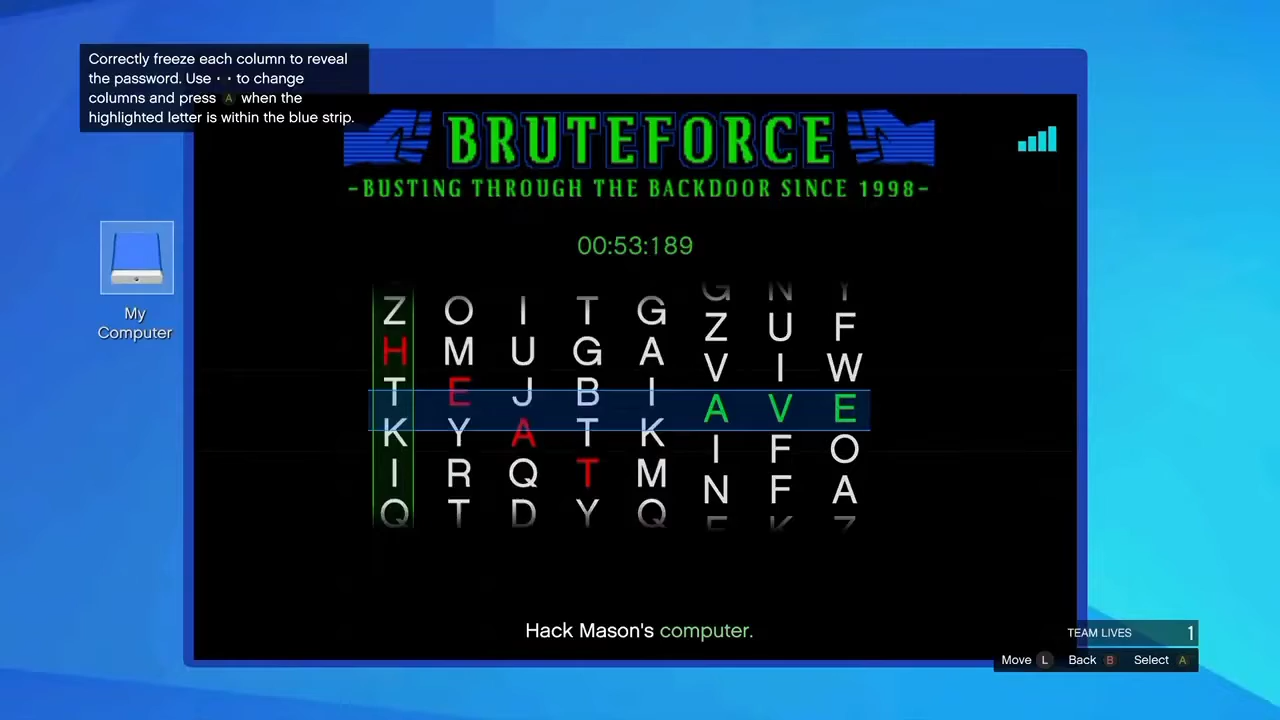 Correctly freeze each column to reveal
the password. Use · · to change
columns and press A when the
highlighted letter is within the blue strip.
BRUTEFORCE
-BUSTING THROUGH THE BACKDOOR SINCE 1998-
00:53:189
G N Y
Z O I T G Z U F
H M U G A V I W
T E J B I A V E
K Y A T K I F O
I R Q T M N F A
Q T D Y Q
My
Computer
Hack Mason's computer.
TEAM LIVES 1
Move L Back B Select A